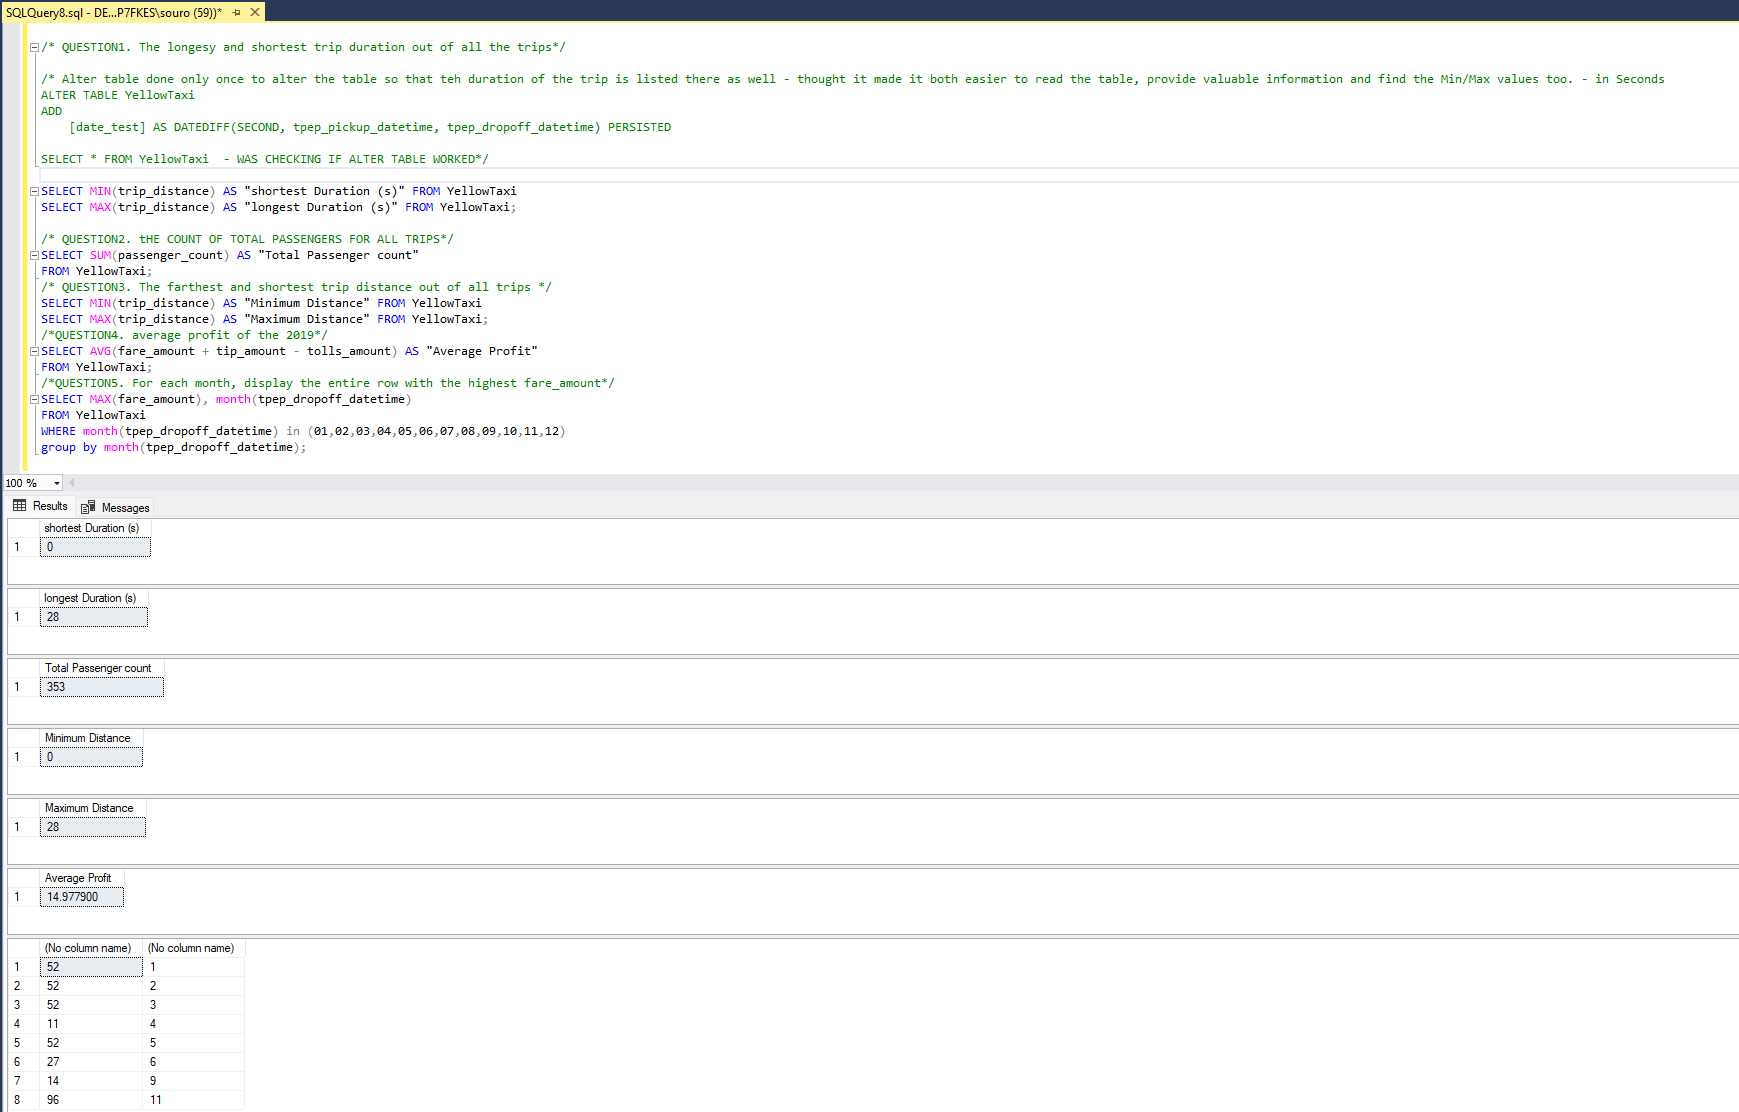 SQLQuery8.sql - DE...P7FKES\souro (59))*
/* QUESTION1. The longesy and shortest trip duration out of all the trips*/
/* Alter table done only once to alter the table so that teh duration of the trip is listed there as well - thought it made it both easier to read the table, provide valuable information and find the Min/Max values too. - in Seconds
ALTER TABLE YellowTaxi
ADD
[date_test] AS DATEDIFF(SECOND, tpep_pickup_datetime, tpep_dropoff_datetime) PERSISTED
SELECT * FROM YellowTaxi  - WAS CHECKING IF ALTER TABLE WORKED*/
SELECT MIN(trip_distance) AS "shortest Duration (s)" FROM YellowTaxi
SELECT MAX(trip_distance) AS "longest Duration (s)" FROM YellowTaxi;
/* QUESTION2. tHE COUNT OF TOTAL PASSENGERS FOR ALL TRIPS*/
SELECT SUM(passenger_count) AS "Total Passenger count"
FROM YellowTaxi;
/* QUESTION3. The farthest and shortest trip distance out of all trips */
SELECT MIN(trip_distance) AS "Minimum Distance" FROM YellowTaxi
SELECT MAX(trip_distance) AS "Maximum Distance" FROM YellowTaxi;
/*QUESTION4. average profit of the 2019*/
SELECT AVG(fare_amount + tip_amount - tolls_amount) AS "Average Profit"
FROM YellowTaxi;
/*QUESTION5. For each month, display the entire row with the highest fare_amount*/
SELECT MAX(fare_amount), month(tpep_dropoff_datetime)
FROM YellowTaxi
WHERE month(tpep_dropoff_datetime) in (01,02,03,04,05,06,07,08,09,10,11,12)
group by month(tpep_dropoff_datetime);
100 %
Results Messages
shortest Duration (s)
1 0
longest Duration (s)
1 28
Total Passenger count
1 353
Minimum Distance
1 0
Maximum Distance
1 28
Average Profit
1 14.977900
(No column name) (No column name)
1 52 1
2 52 2
3 52 3
4 11 4
5 52 5
6 27 6
7 14 9
8 96 11